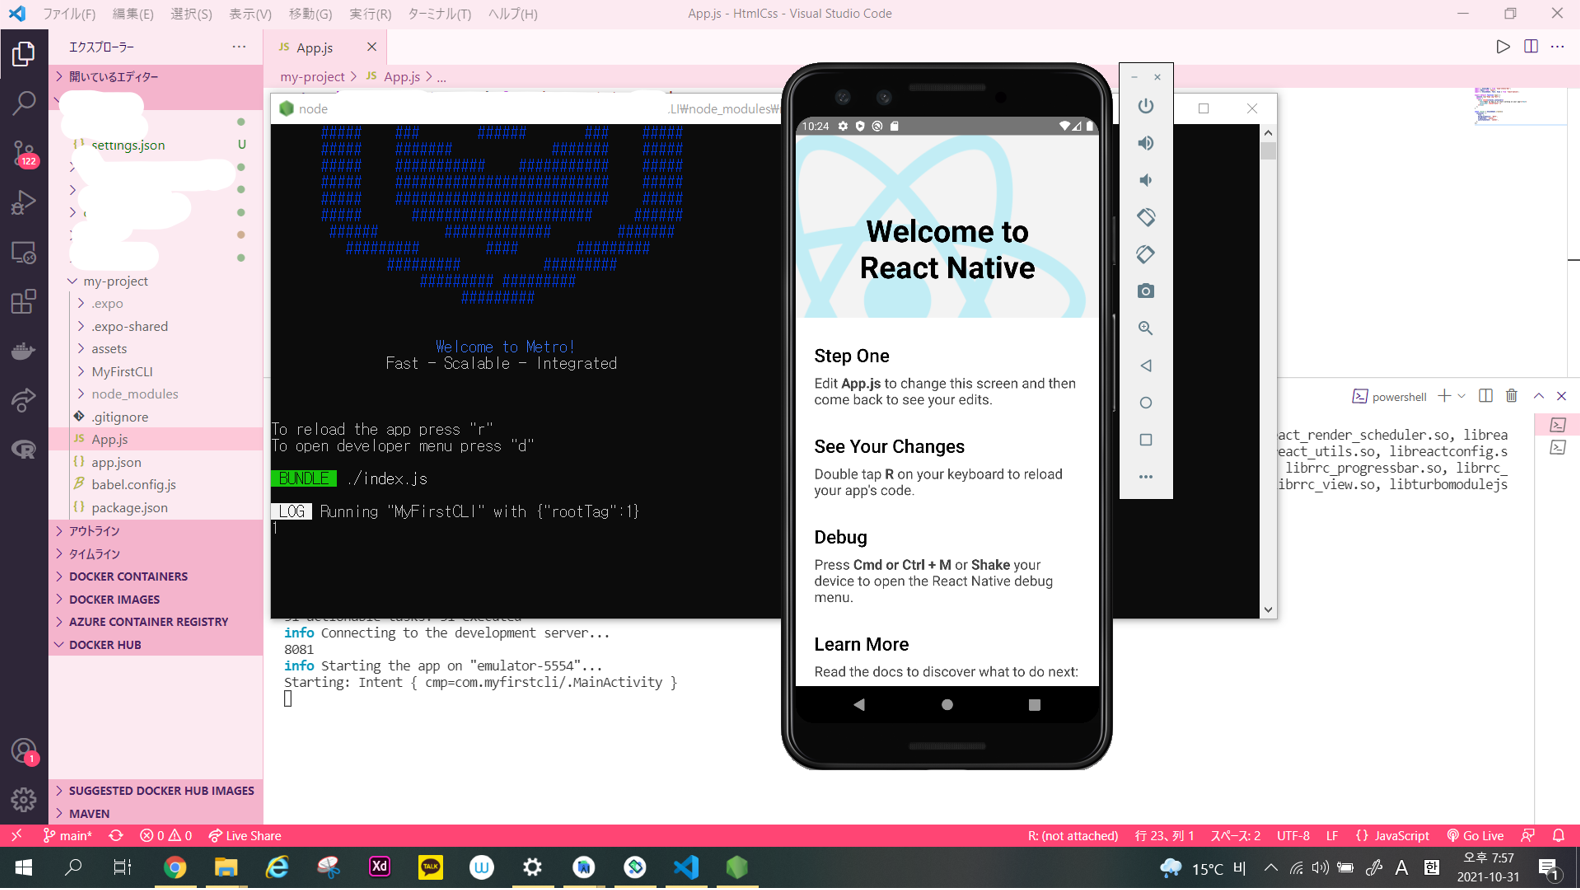 ファイル(F) 編集(E) 選択(S) 表示(V) 移動(G) 実行(R) ターミナル(T) ヘルプ(H)
App.js - HtmlCss - Visual Studio Code
エクスプローラー
JS App.js
my-project > JS App.js > ...
開いているエディター
settings.json U
122
my-project
.expo
.expo-shared
assets
MyFirstCLI
node_modules
.gitignore
JS App.js
{} app.json
babel.config.js
{} package.json
アウトライン
タイムライン
DOCKER CONTAINERS
DOCKER IMAGES
AZURE CONTAINER REGISTRY
DOCKER HUB
SUGGESTED DOCKER HUB IMAGES
MAVEN
1
node
.LI₩node_modules₩
##### ### ###### ### #####
##### ####### ####### #####
##### ########### ########### #####
##### ########################## #####
##### ########################## #####
##### ###################### ######
###### ############# #######
######### #### #########
######### #########
######### #########
#########
Welcome to Metro!
Fast - Scalable - Integrated
To reload the app press "r"
To open developer menu press "d"
BUNDLE ./index.js
LOG Running "MyFirstCLI" with {"rootTag":1}
1
info Connecting to the development server...
8081
info Starting the app on "emulator-5554"...
Starting: Intent { cmp=com.myfirstcli/.MainActivity }
10:24
Welcome to
React Native
Step One
Edit App.js to change this screen and then
come back to see your edits.
See Your Changes
Double tap R on your keyboard to reload
your app's code.
Debug
Press Cmd or Ctrl + M or Shake your
device to open the React Native debug
menu.
Learn More
Read the docs to discover what to do next:
powershell
act_render_scheduler.so, librea
eact_utils.so, libreactconfig.s
librrc_progressbar.so, librrc_
ibrrc_view.so, libturbomodulejs
main* 0 0 Live Share
R: (not attached) 行 23、列 1 スペース: 2 UTF-8 LF {} JavaScript Go Live
Xd
TALK
15°C 비
A
오후 7:57
2021-10-31
1